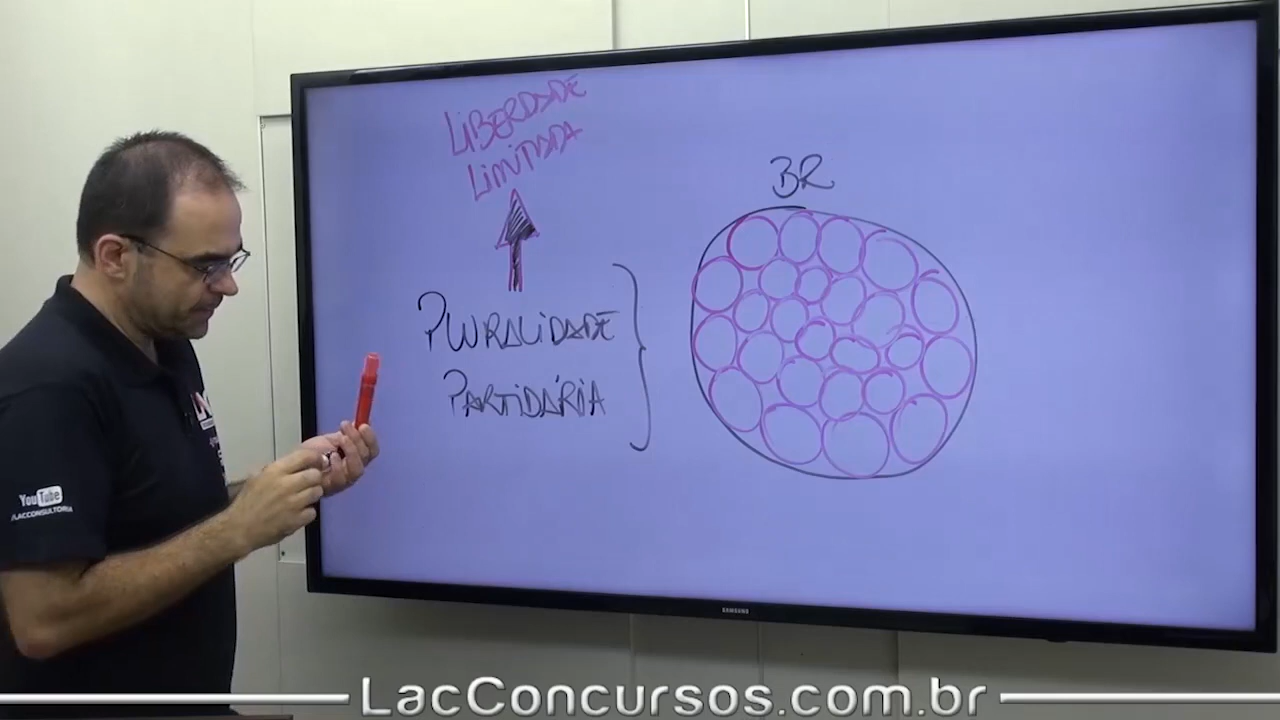 LIBERDADE
LIMITADA
BR
PLURALIDADE
PARTIDÁRIA
YouTube
/LACCONSULTORIA
SAMSUNG
LacConcursos.com.br